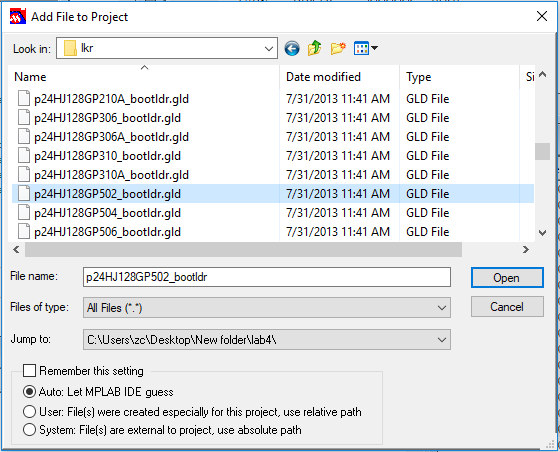 Add File to Project
Look in: lkr
Name Date modified Type Si
p24HJ128GP210A_bootldr.gld 7/31/2013 11:41 AM GLD File
p24HJ128GP306_bootldr.gld 7/31/2013 11:41 AM GLD File
p24HJ128GP306A_bootldr.gld 7/31/2013 11:41 AM GLD File
p24HJ128GP310_bootldr.gld 7/31/2013 11:41 AM GLD File
p24HJ128GP310A_bootldr.gld 7/31/2013 11:41 AM GLD File
p24HJ128GP502_bootldr.gld 7/31/2013 11:41 AM GLD File
p24HJ128GP504_bootldr.gld 7/31/2013 11:41 AM GLD File
p24HJ128GP506_bootldr.gld 7/31/2013 11:41 AM GLD File
File name: p24HJ128GP502_bootldr Open
Files of type: All Files (*.*) Cancel
Jump to: C:\Users\zc\Desktop\New folder\lab4\
Remember this setting
Auto: Let MPLAB IDE guess
User: File(s) were created especially for this project, use relative path
System: File(s) are external to project, use absolute path